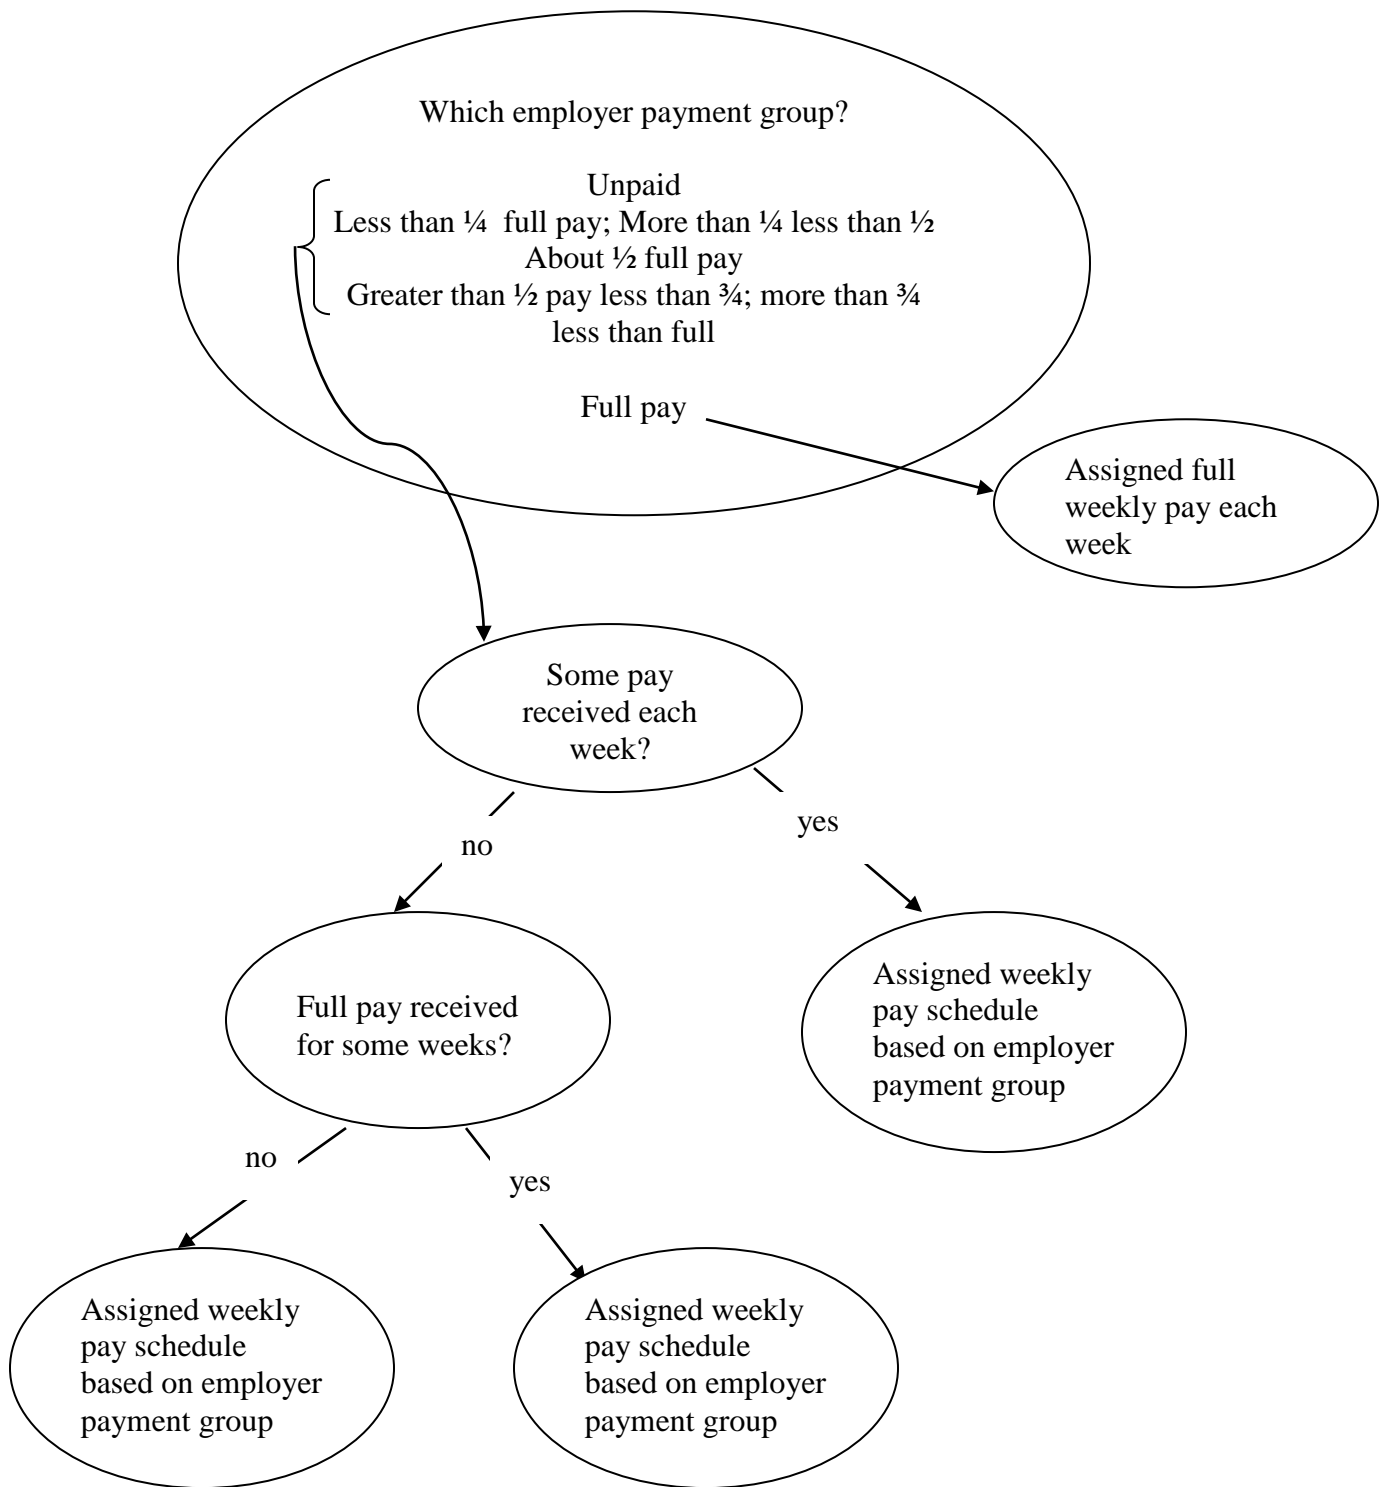 Which employer payment group?
Unpaid
Less than ¼  full pay; More than ¼ less than ½
About ½ full pay
Greater than ½ pay less than ¾; more than ¾
less than full
Full pay
Assigned full
weekly pay each
week
Some pay
received each
week?
yes
no
Assigned weekly
pay schedule
based on employer
payment group
Full pay received
for some weeks?
no
yes
Assigned weekly
pay schedule
based on employer
payment group
Assigned weekly
pay schedule
based on employer
payment group